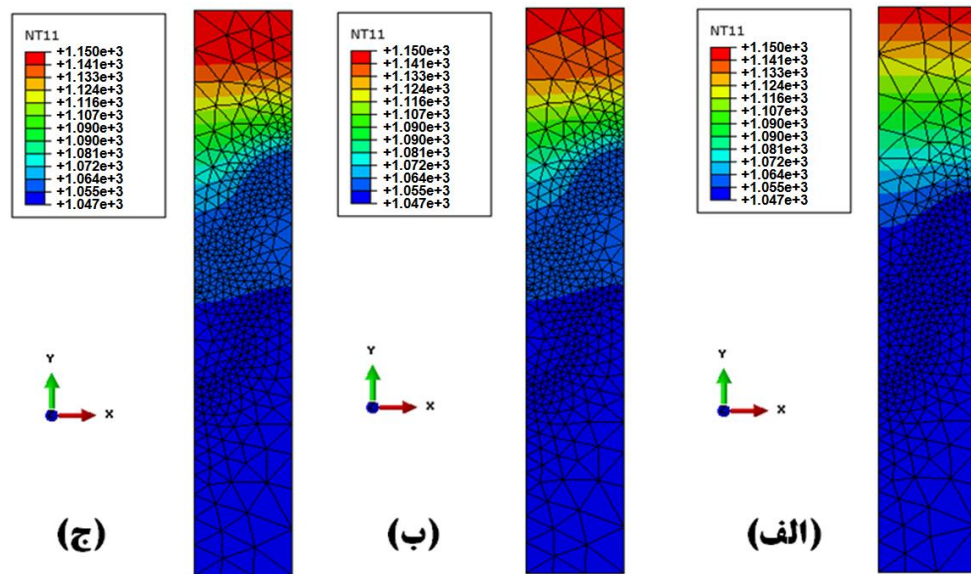 NT11
+1.150e+3
+1.141e+3
+1.133e+3
+1.124e+3
+1.116e+3
+1.107e+3
+1.090e+3
+1.090e+3
+1.081e+3
+1.072e+3
+1.064e+3
+1.055e+3
+1.047e+3
Y
X
(ج)
NT11
+1.150e+3
+1.141e+3
+1.133e+3
+1.124e+3
+1.116e+3
+1.107e+3
+1.090e+3
+1.090e+3
+1.081e+3
+1.072e+3
+1.064e+3
+1.055e+3
+1.047e+3
Y
X
(ب)
NT11
+1.150e+3
+1.141e+3
+1.133e+3
+1.124e+3
+1.116e+3
+1.107e+3
+1.090e+3
+1.090e+3
+1.081e+3
+1.072e+3
+1.064e+3
+1.055e+3
+1.047e+3
Y
X
(الف)